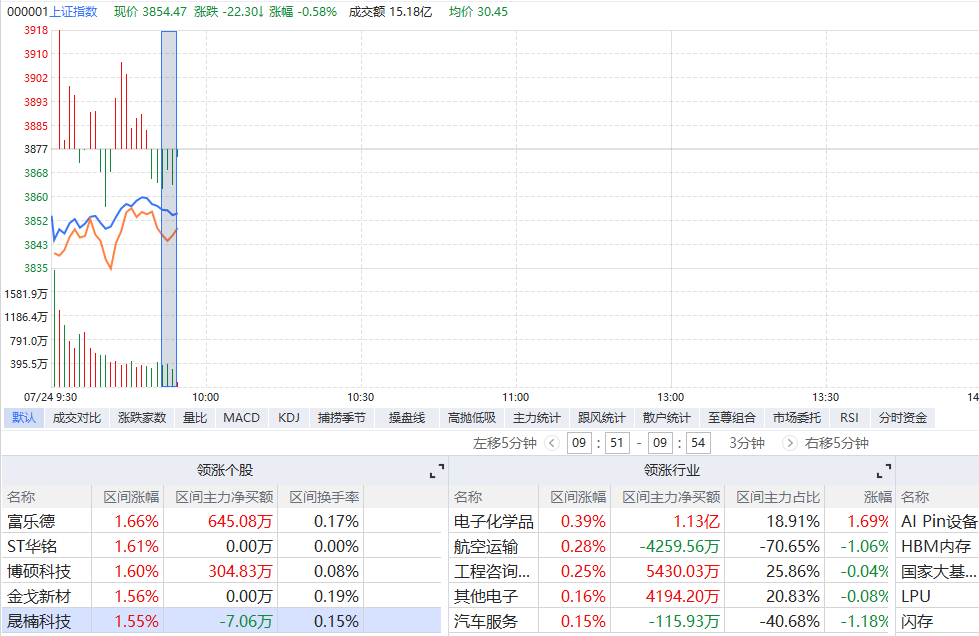 000001上证指数 现价 3854.47 涨跌 -22.30↓ 涨幅 -0.58% 成交额 15.18亿 均价 30.45
3918
3910
3902
3893
3885
3877
3868
3860
3852
3843
3835
1581.9万
1186.4万
791.0万
395.5万
07/24 9:30 10:00 10:30 11:00 13:00 13:30 14
默认 成交对比 涨跌家数 量比 MACD KDJ 捕捞季节 操盘线 高抛低吸 主力统计 跟风统计 散户统计 至尊组合 市场委托 RSI 分时资金
左移5分钟 09 : 51 - 09 : 54 3分钟 右移5分钟
领涨个股 领涨行业
名称 区间涨幅 区间主力净买额 区间换手率 名称 区间涨幅 区间主力净买额 区间主力占比 涨幅 名称
富乐德 1.66% 645.08万 0.17% 电子化学品 0.39% 1.13亿 18.91% 1.69% AI Pin设备
ST华铭 1.61% 0.00万 0.00% 航空运输 0.28% -4259.56万 -70.65% -1.06% HBM内存
博硕科技 1.60% 304.83万 0.08% 工程咨询... 0.25% 5430.03万 25.86% -0.04% 国家大基...
金戈新材 1.56% 0.00万 0.19% 其他电子 0.16% 4194.20万 20.83% -0.08% LPU
晟楠科技 1.55% -7.06万 0.15% 汽车服务 0.15% -115.93万 -40.68% -1.18% 闪存